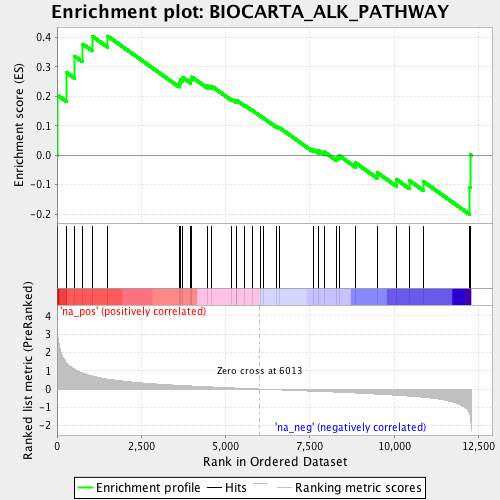 Enrichment plot: BIOCARTA_ALK_PATHWAY
Enrichment score (ES)
0.4
0.3
0.2
0.1
0.0
-0.1
-0.2
'na_pos' (positively correlated)
Ranked list metric (PreRanked)
4
3
2
1
0
-1
-2
Zero cross at 6013
'na_neg' (negatively correlated)
0
2,500
5,000
7,500
10,000
12,500
Rank in Ordered Dataset
Enrichment profile
Hits
Ranking metric scores